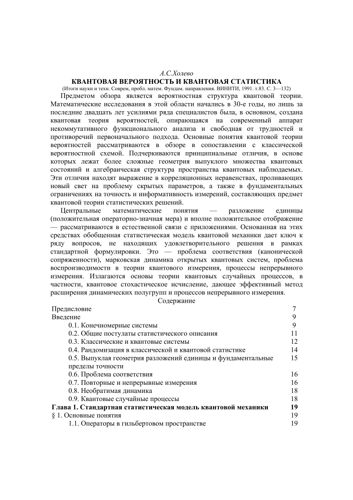 А.С.Холево
КВАНТОВАЯ ВЕРОЯТНОСТЬ И КВАНТОВАЯ СТАТИСТИКА
(Итоги науки и техн. Соврем. пробл. матем. Фундам. направления. ВИНИТИ, 1991. т.83. С. 3—132)
Предметом обзора является вероятностная структура квантовой теории.
Математические исследования в этой области начались в 30-е годы, но лишь за
последние двадцать лет усилиями ряда специалистов была, в основном, создана
квантовая теория вероятностей, опирающаяся на современный аппарат
некоммутативного функционального анализа и свободная от трудностей и
противоречий первоначального подхода. Основные понятия квантовой теории
вероятностей рассматриваются в обзоре в сопоставлении с классической
вероятностной схемой. Подчеркиваются принципиальные отличия, в основе
которых лежат более сложные геометрия выпуклого множества квантовых
состояний и алгебраическая структура пространства квантовых наблюдаемых.
Эти отличия находят выражение в корреляционных неравенствах, проливающих
новый свет на проблему скрытых параметров, а также в фундаментальных
ограничениях на точность и информативность измерений, составляющих предмет
квантовой теории статистических решений.
Центральные математические понятия — разложение единицы
(положительная операторно-значная мера) и вполне положительное отображение
— рассматриваются в естественной связи с приложениями. Основанная на этих
средствах обобщенная статистическая модель квантовой механики дает ключ к
ряду вопросов, не находящих удовлетворительного решения в рамках
стандартной формулировки. Это — проблема соответствия (канонической
сопряженности), марковская динамика открытых квантовых систем, проблема
воспроизводимости в теории квантового измерения, процессы непрерывного
измерения. Излагаются основы теории квантовых случайных процессов, в
частности, квантовое стохастическое исчисление, дающее эффективный метод
расширения динамических полугрупп и процессов непрерывного измерения.
Содержание
Предисловие 7
Введение 9
0.1. Конечномерные системы 9
0.2. Общие постулаты статистического описания 11
0.3. Классические и квантовые системы 12
0.4. Рандомизация в классической и квантовой статистике 14
0.5. Выпуклая геометрия разложений единицы и фундаментальные 15
пределы точности
0.6. Проблема соответствия 16
0.7. Повторные и непрерывные измерения 16
0.8. Необратимая динамика 18
0.9. Квантовые случайные процессы 18
Глава 1. Стандартная статистическая модель квантовой механики 19
§ 1. Основные понятия 19
1.1. Операторы в гильбертовом пространстве 19